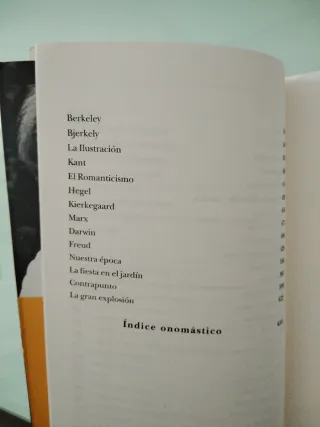 Berkeley
Bjerkely
La Ilustración
Kant
El Romanticismo
Hegel
Kierkegaard
Marx
Darwin
Freud
Nuestra época
La fiesta en el jardín
Contrapunto
La gran explosión
Índice onomástico